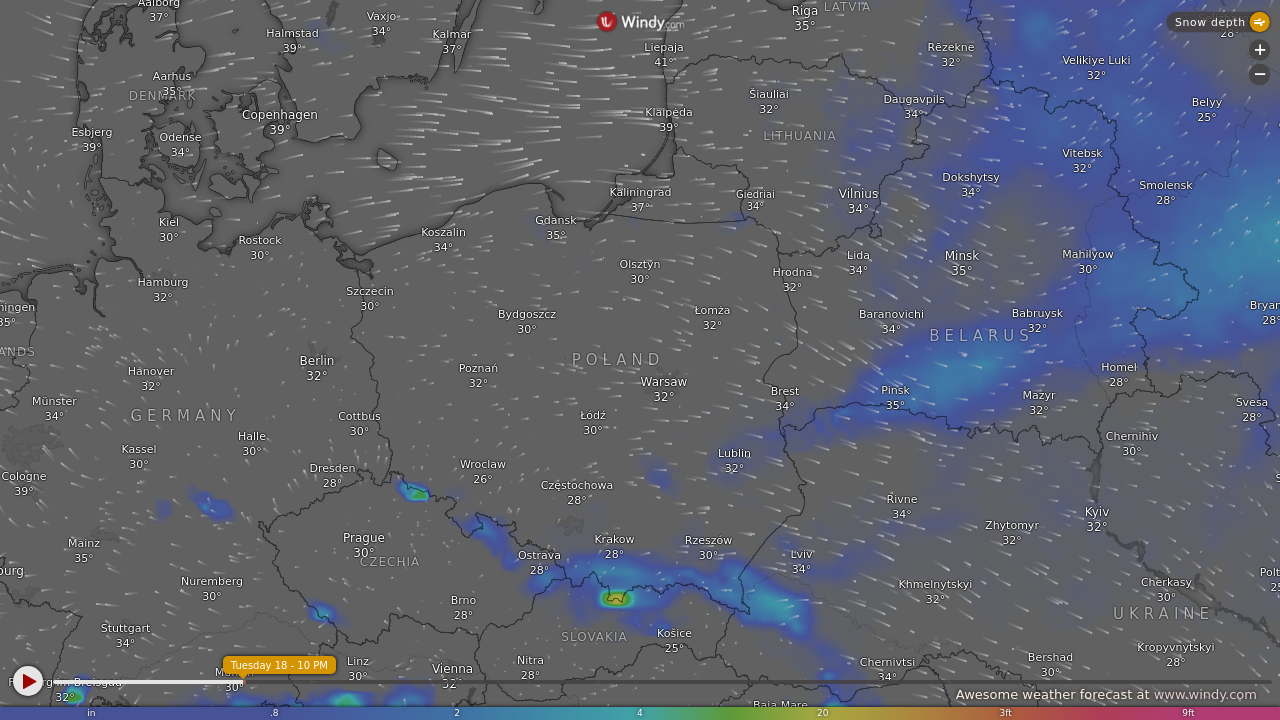 Aalborg
37°
Halmstad
39°
Vaxjo
34°
Kalmar
37°
Windy.com
Liepaja
41°
Riga
35°
LATVIA
Rēzekne
32°
Snow depth
28°
+
−
Velikiye Luki
32°
Aarhus
35°
DENMARK
Copenhagen
39°
Klaipėda
39°
Šiauliai
32°
Daugavpils
34°
Belyy
25°
Esbjerg
39°
Odense
34°
LITHUANIA
Vitebsk
32°
Kaliningrad
37°
Giedriai
34°
Vilnius
34°
Dokshytsy
34°
Smolensk
28°
Kiel
30°
Rostock
30°
Koszalin
34°
Gdansk
35°
Lida
34°
Minsk
35°
Mahilyow
30°
Hamburg
32°
Szczecin
30°
Olsztyn
30°
Hrodna
32°
ningen
35°
Bydgoszcz
30°
Łomża
32°
Baranovichi
34°
Babruysk
32°
Bryan
28°
BELARUS
ANDS
Hanover
32°
Berlin
32°
Poznań
32°
POLAND
Warsaw
32°
Brest
34°
Pinsk
35°
Homel
28°
Mazyr
32°
Svesa
28°
Münster
34°
GERMANY
Cottbus
30°
Łódź
30°
Kassel
30°
Halle
30°
Chernihiv
30°
Cologne
39°
Dresden
28°
Wroclaw
26°
Częstochowa
28°
Lublin
32°
Rivne
34°
Kyiv
32°
Zhytomyr
32°
Mainz
35°
Prague
30°
CZECHIA
Ostrava
28°
Krakow
28°
Rzeszów
30°
Lviv
34°
burg
Nuremberg
30°
Brno
28°
Khmelnytskyi
32°
Cherkasy
30°
Polt
25
UKRAINE
Stuttgart
34°
SLOVAKIA
Košice
25°
Kropyvnytskyi
28°
Tuesday 18 - 10 PM
Linz
30°
Vienna
32°
Nitra
28°
Chernivtsi
34°
Bershad
30°
32°
30°
Baia Mare
Awesome weather forecast at www.windy.com
in .8 2 4 20 3ft 9ft